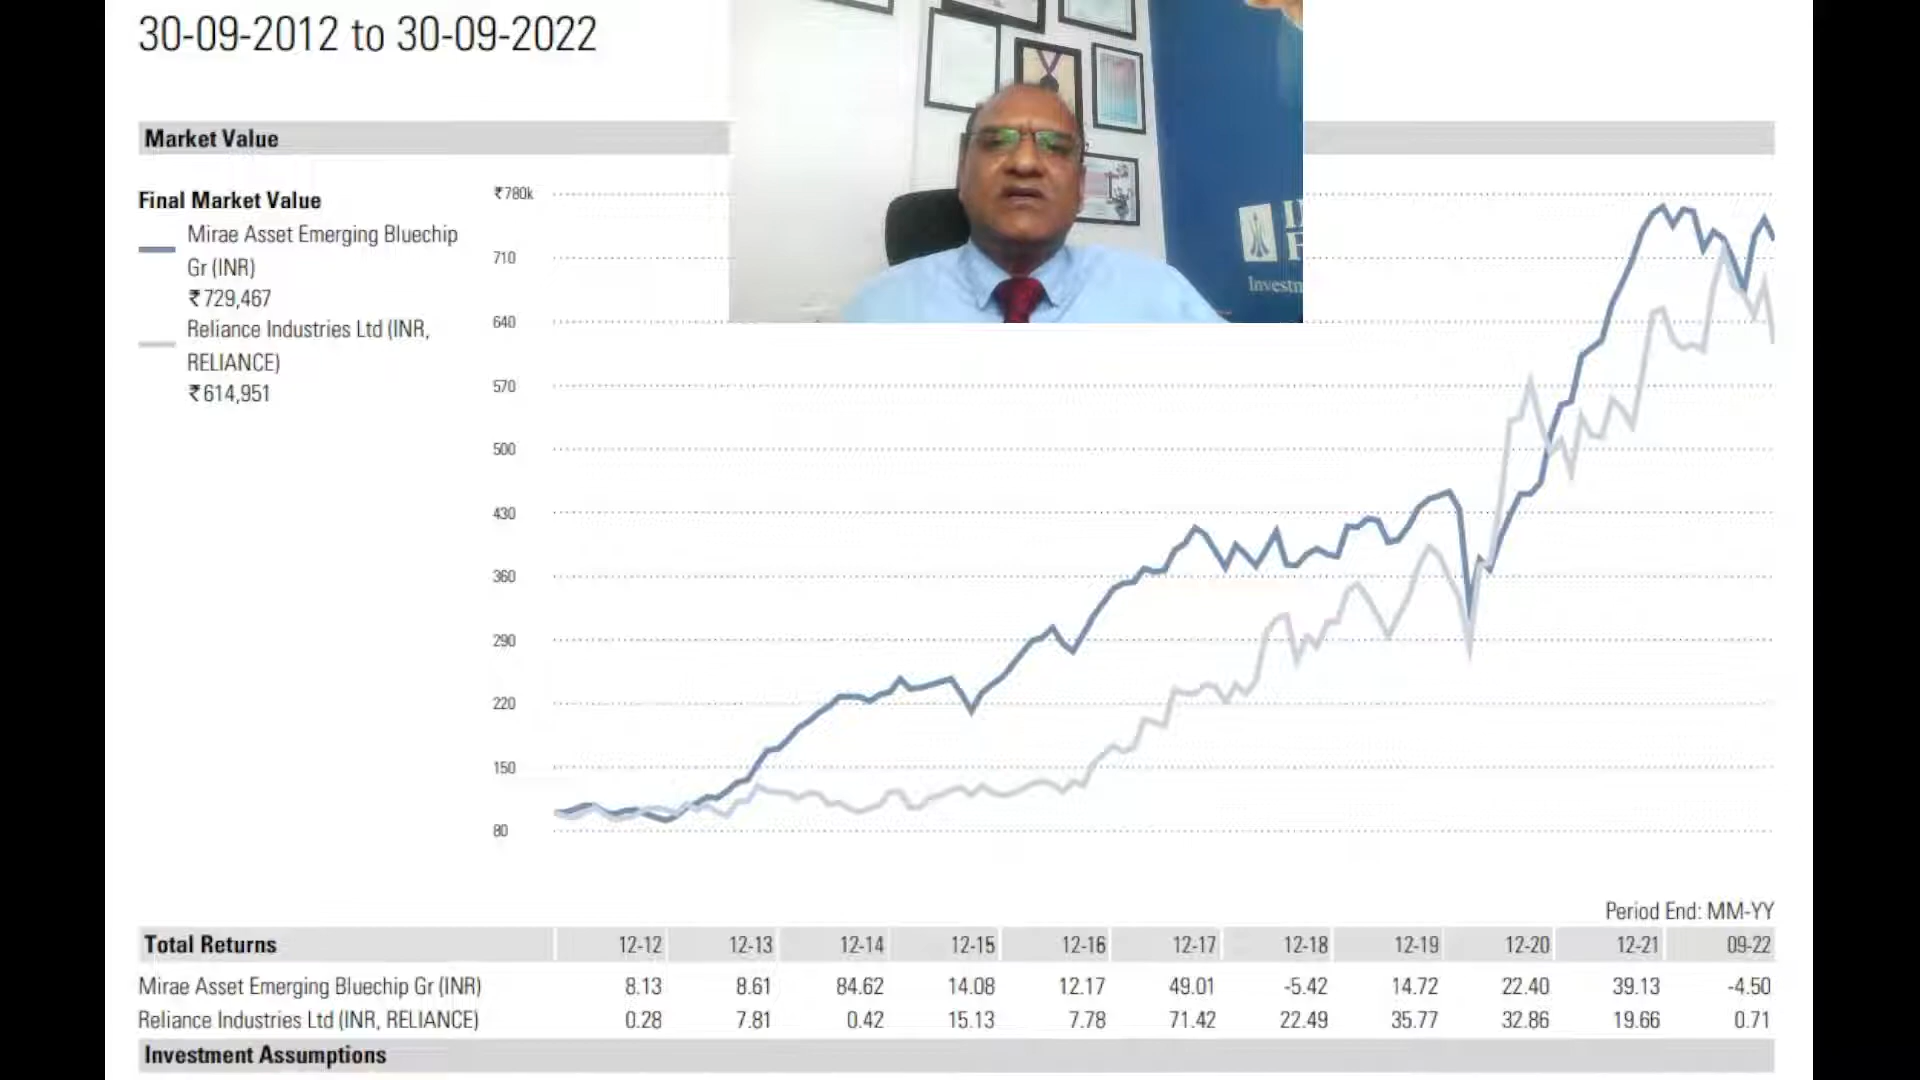 30-09-2012 to 30-09-2022
Market Value
Final Market Value
Mirae Asset Emerging Bluechip
Gr (INR)
₹729,467
Reliance Industries Ltd (INR,
RELIANCE)
₹614,951
₹780k
710
640
570
500
430
360
290
220
150
80
Investn
Period End: MM-YY
Total Returns 12-12 12-13 12-14 12-15 12-16 12-17 12-18 12-19 12-20 12-21 09-22
Mirae Asset Emerging Bluechip Gr (INR) 8.13 8.61 84.62 14.08 12.17 49.01 -5.42 14.72 22.40 39.13 -4.50
Reliance Industries Ltd (INR, RELIANCE) 0.28 7.81 0.42 15.13 7.78 71.42 22.49 35.77 32.86 19.66 0.71
Investment Assumptions